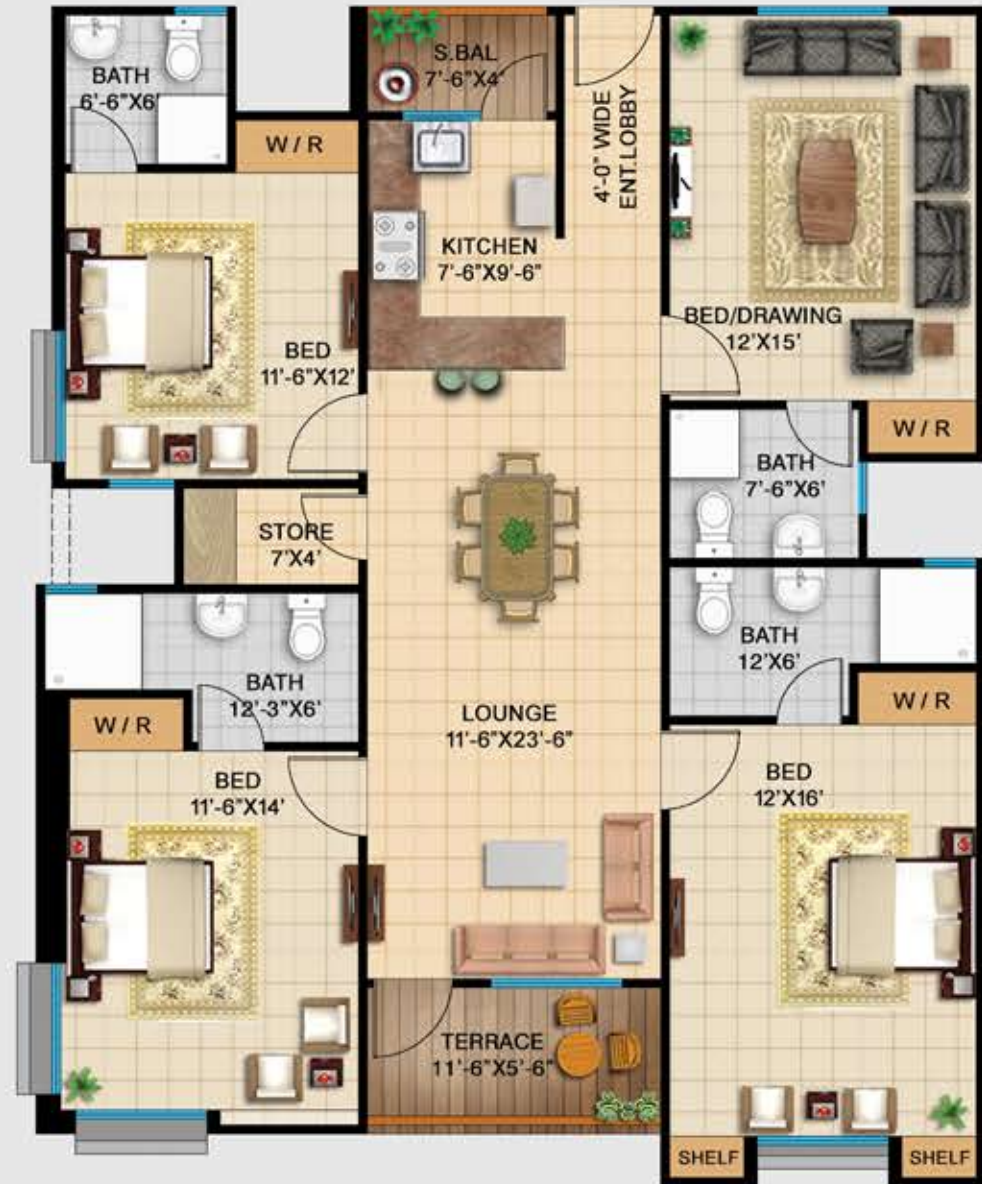 BATH
6'-6"X6'
W / R
S.BAL
7'-6"X4'
4'-0" WIDE
ENT.LOBBY
KITCHEN
7'-6"X9'-6"
BED/DRAWING
12'X15'
BED
11'-6"X12'
W / R
BATH
7'-6"X6'
STORE
7'X4'
BATH
12'X6'
BATH
12'-3"X6'
W / R
W / R
LOUNGE
11'-6"X23'-6"
BED
11'-6"X14'
BED
12'X16'
TERRACE
11'-6"X5'-6"
SHELF
SHELF